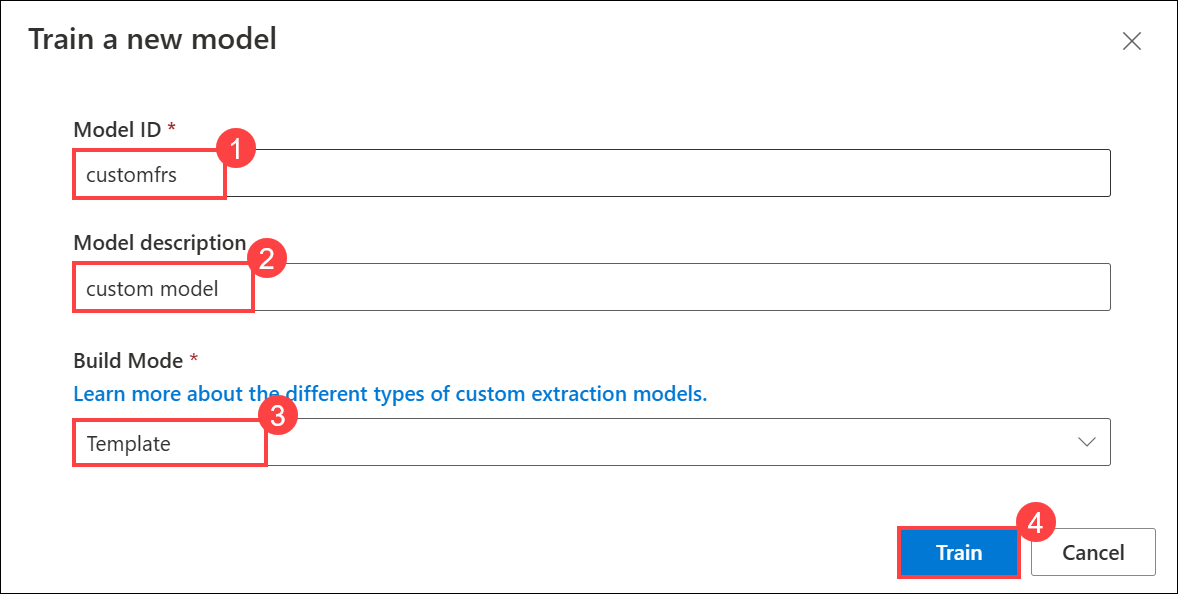 Train a new model
Model ID *
1
customfrs
Model description
2
custom model
Build Mode *
Learn more about the different types of custom extraction models.
3
Template
4
Train
Cancel